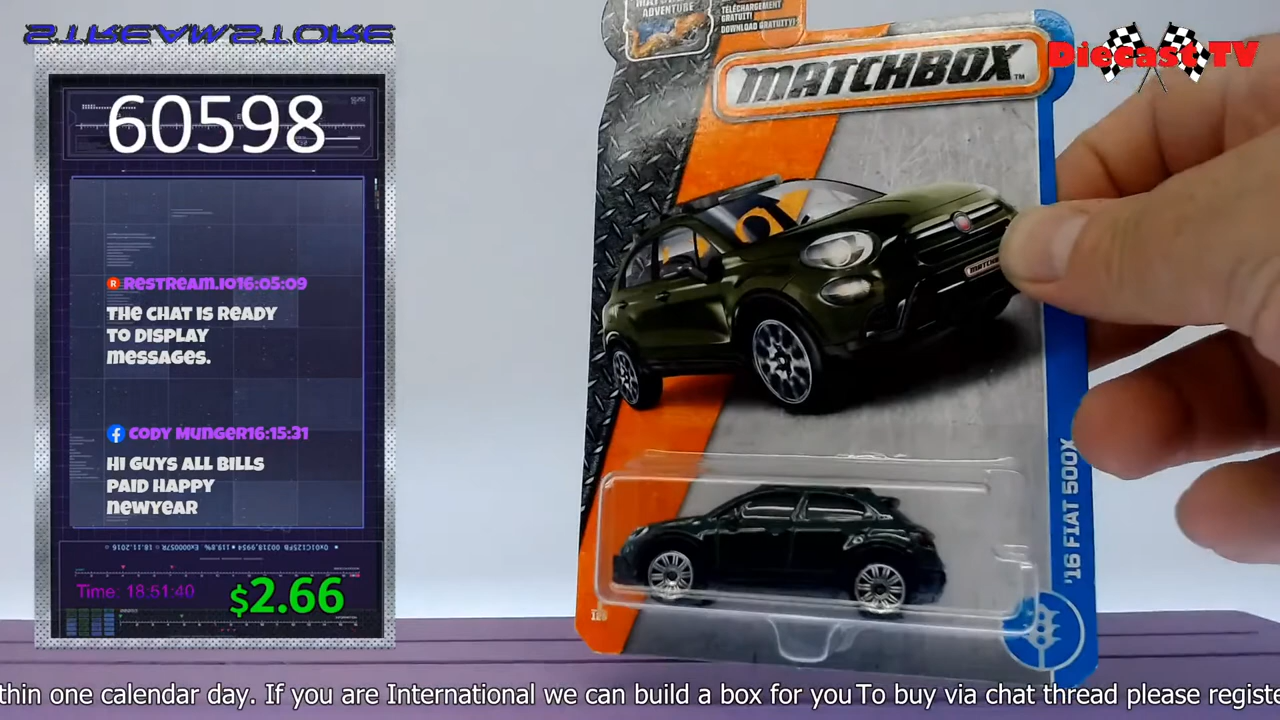 STREAMSTORE
60598
RESTREAM.IO16:05:09
THE CHAT IS READY
TO DISPLAY
MESSAGES.
CODY MUNGER16:15:31
HI GUYS ALL BILLS
PAID HAPPY
NEWYEAR
Time: 18:51:40
$2.66
ADVENTURE
TÉLÉCHARGEMENT
GRATUIT!
DOWNLOAD GRATUITY!
MATCHBOX™
Diecast TV
MATCHBOX
'16 FIAT 500X
thin one calendar day. If you are International we can build a box for you To buy via chat thread please registe